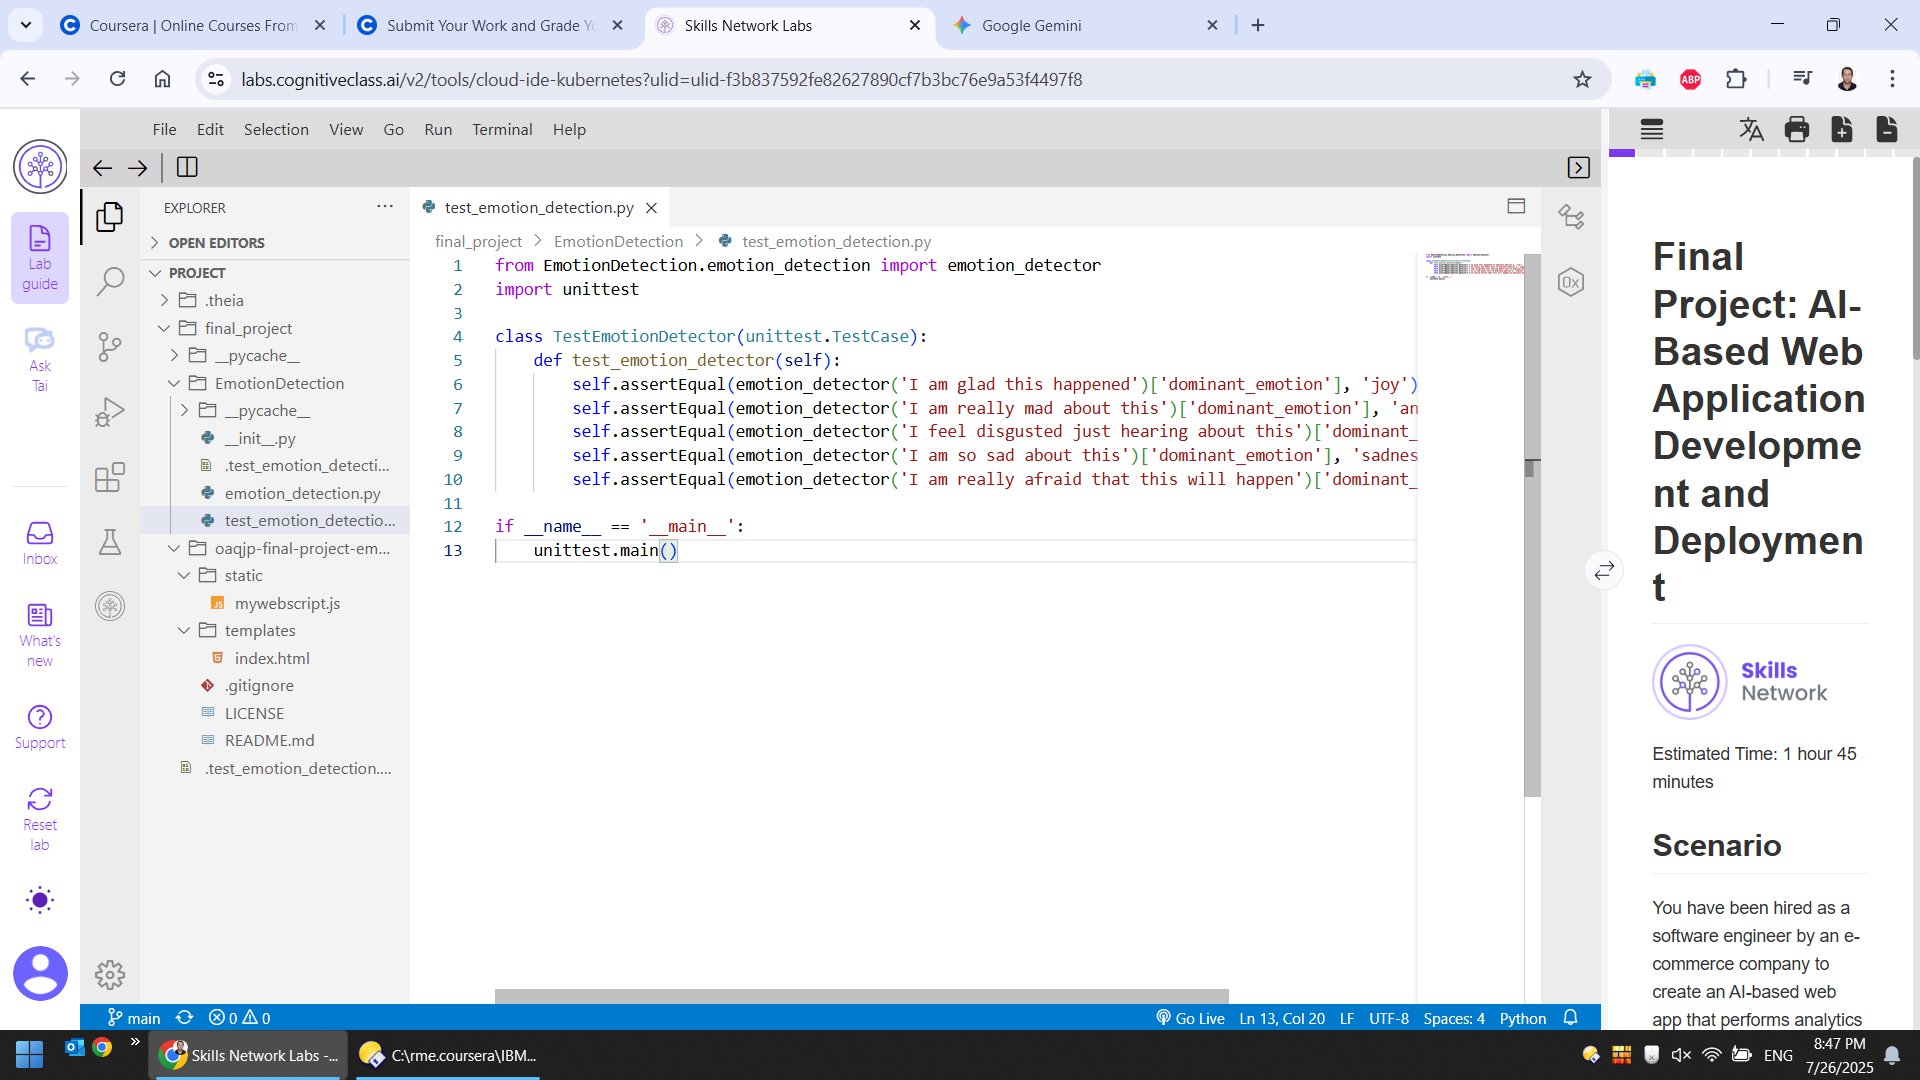 Coursera | Online Courses From
Submit Your Work and Grade Yo
Skills Network Labs
Google Gemini
labs.cognitiveclass.ai/v2/tools/cloud-ide-kubernetes?ulid=ulid-f3b837592fe82627890cf7b3bc76e9a53f4497f8
ABP
File Edit Selection View Go Run Terminal Help
Lab
guide
Ask
Tai
Inbox
What's
new
Support
Reset
lab
EXPLORER
OPEN EDITORS
PROJECT
.theia
final_project
__pycache__
EmotionDetection
__pycache__
__init__.py
.test_emotion_detecti...
emotion_detection.py
test_emotion_detectio...
oaqjp-final-project-em...
static
JS mywebscript.js
templates
index.html
.gitignore
LICENSE
README.md
.test_emotion_detection....
test_emotion_detection.py
final_project > EmotionDetection > test_emotion_detection.py
1 from EmotionDetection.emotion_detection import emotion_detector
2 import unittest
3
4 class TestEmotionDetector(unittest.TestCase):
5 def test_emotion_detector(self):
6 self.assertEqual(emotion_detector('I am glad this happened')['dominant_emotion'], 'joy')
7 self.assertEqual(emotion_detector('I am really mad about this')['dominant_emotion'], 'an
8 self.assertEqual(emotion_detector('I feel disgusted just hearing about this')['dominant_
9 self.assertEqual(emotion_detector('I am so sad about this')['dominant_emotion'], 'sadnes
10 self.assertEqual(emotion_detector('I am really afraid that this will happen')['dominant_
11
12 if __name__ == '__main__':
13 unittest.main()
0x
Final
Project: AI-
Based Web
Application
Developme
nt and
Deploymen
t
Skills
Network
Estimated Time: 1 hour 45
minutes
Scenario
You have been hired as a
software engineer by an e-
commerce company to
create an AI-based web
app that performs analytics
main 0 0 Go Live Ln 13, Col 20 LF UTF-8 Spaces: 4 Python
Skills Network Labs -...
C:\rme.coursera\IBM...
ENG
8:47 PM
7/26/2025